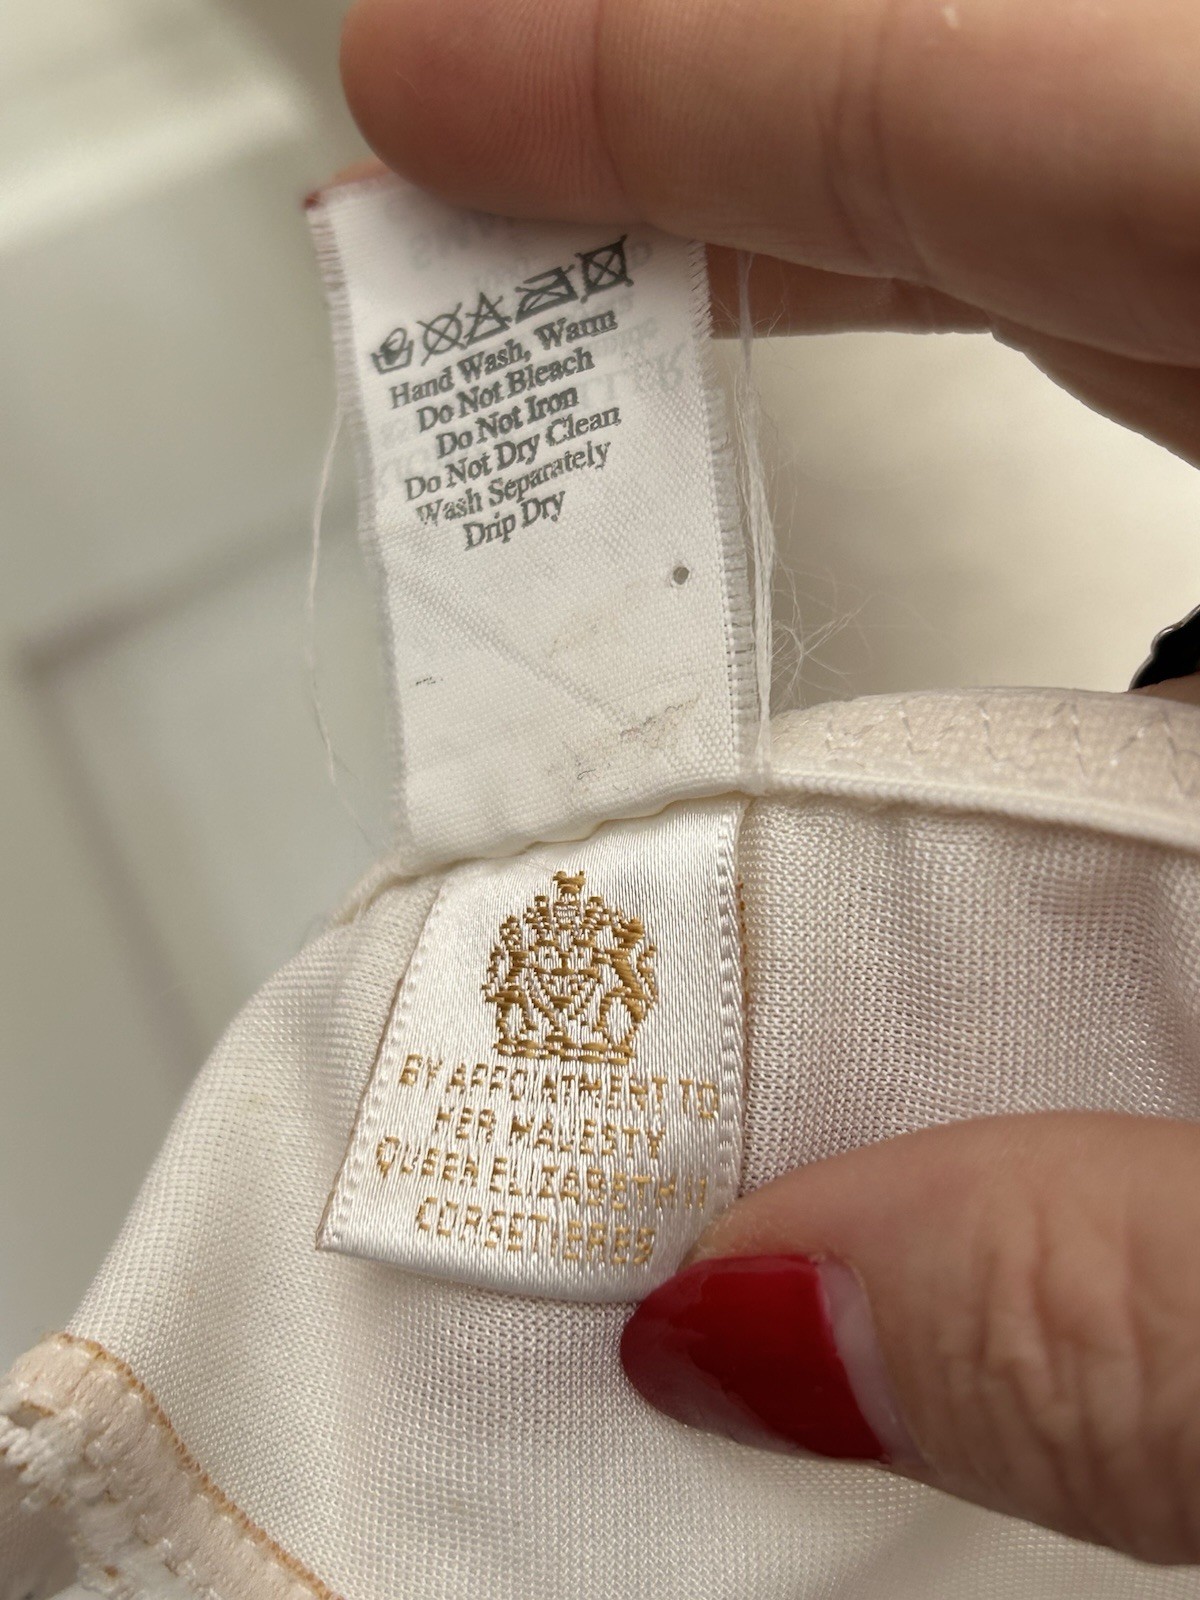 Hand Wash, Warm
Do Not Bleach
Do Not Iron
Do Not Dry Clean
Wash Separately
Drip Dry
BY APPOINTMENT TO
HER MAJESTY
QUEEN ELIZABETH II
CORSETIERES